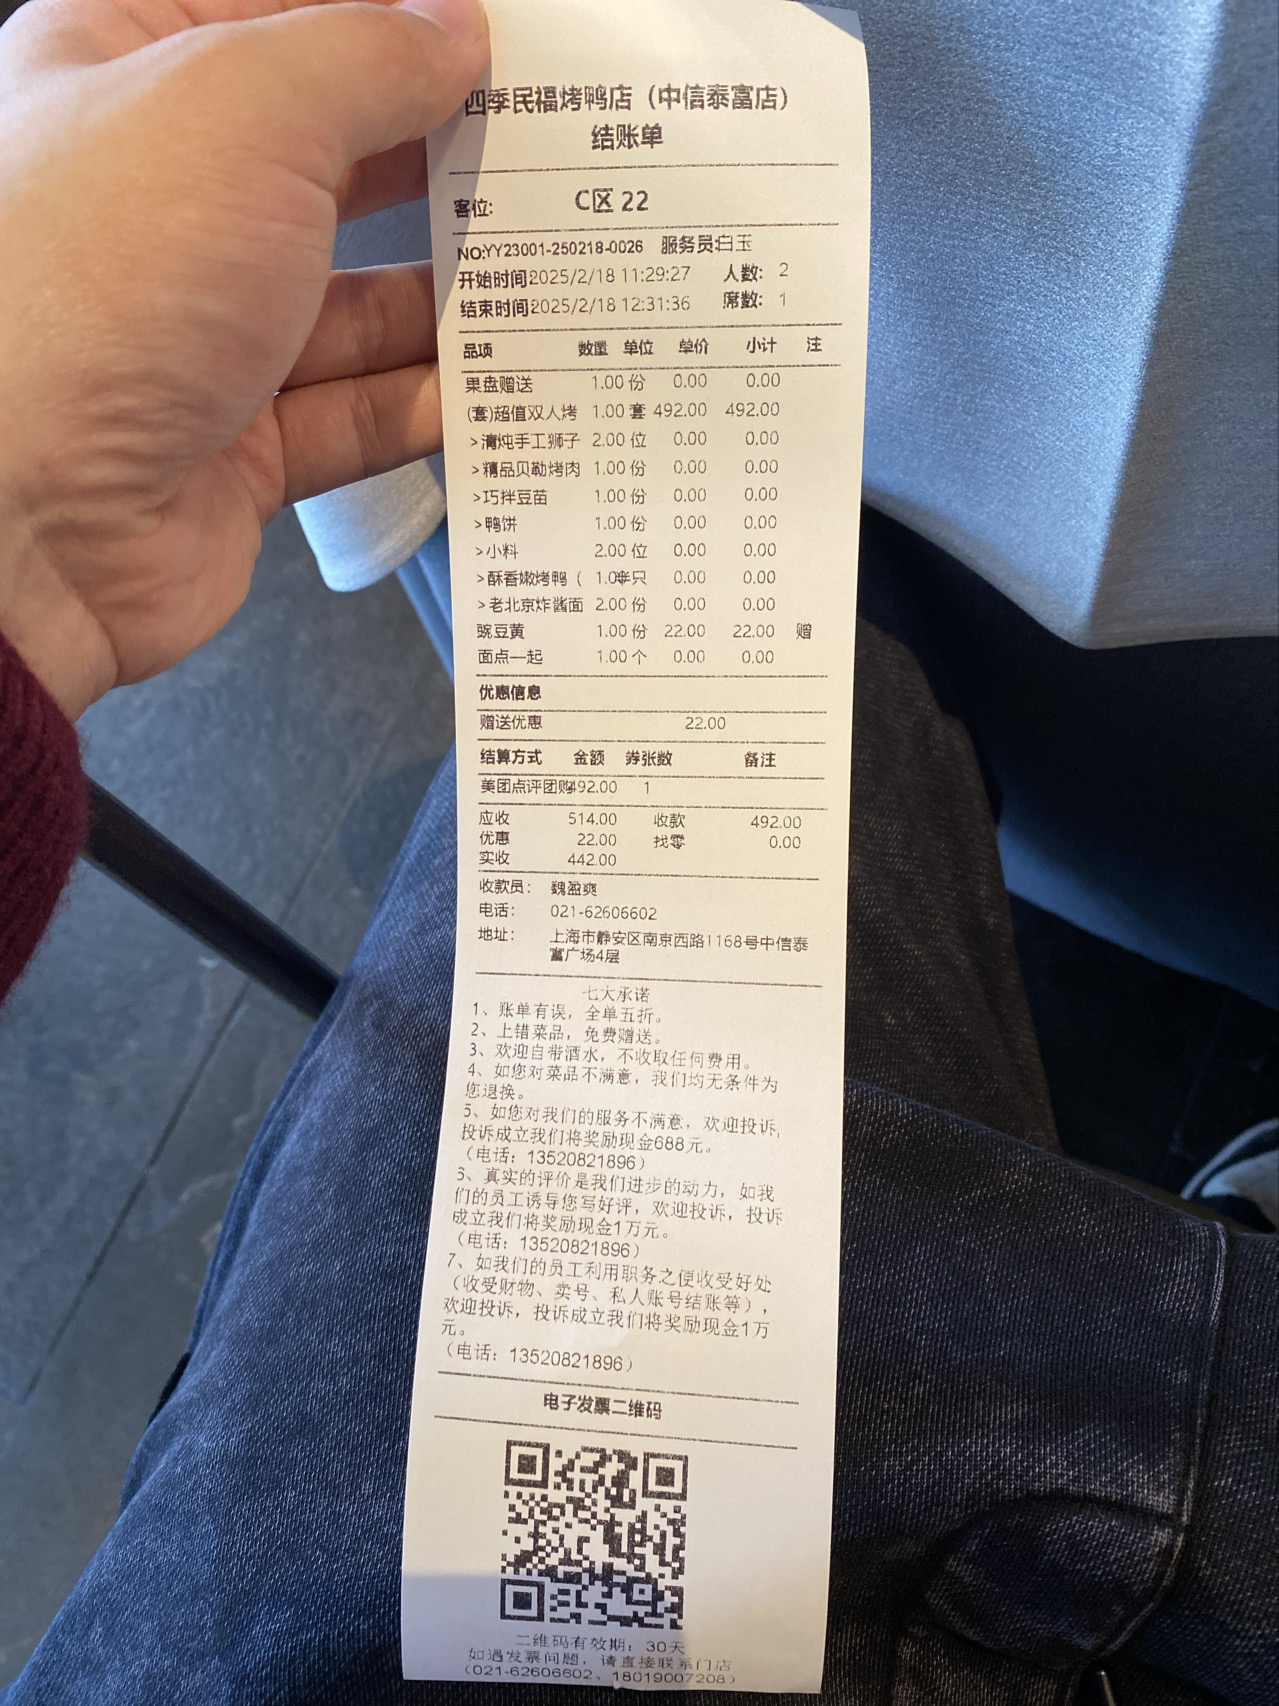 四季民福烤鸭店（中信泰富店）
结账单
客位: C区 22
NO:YY23001-250218-0026 服务员:白玉
开始时间2025/2/18 11:29:27 人数: 2
结束时间2025/2/18 12:31:36 席数: 1
品项 数量 单位 单价 小计 注
果盘赠送 1.00 份 0.00 0.00
(套)超值双人烤 1.00 套 492.00 492.00
>清炖手工狮子 2.00 位 0.00 0.00
>精品贝勒烤肉 1.00 份 0.00 0.00
>巧拌豆苗 1.00 份 0.00 0.00
>鸭饼 1.00 份 0.00 0.00
>小料 2.00 位 0.00 0.00
>酥香嫩烤鸭（ 1.00半只 0.00 0.00
>老北京炸酱面 2.00 份 0.00 0.00
豌豆黄 1.00 份 22.00 22.00 赠
面点一起 1.00 个 0.00 0.00
优惠信息
赠送优惠 22.00
结算方式 金额 券张数 备注
美团点评团购492.00 1
应收 514.00 收款 492.00
优惠 22.00 找零 0.00
实收 442.00
收款员: 魏盈爽
电话: 021-62606602
地址: 上海市静安区南京西路1168号中信泰
富广场4层
七大承诺
1、账单有误，全单五折。
2、上错菜品，免费赠送。
3、欢迎自带酒水，不收取任何费用。
4、如您对菜品不满意，我们均无条件为
您退换。
5、如您对我们的服务不满意，欢迎投诉，
投诉成立我们将奖励现金688元。
（电话：13520821896）
6、真实的评价是我们进步的动力，如我
们的员工诱导您写好评，欢迎投诉，投诉
成立我们将奖励现金1万元。
（电话：13520821896）
7、如我们的员工利用职务之便收受好处
（收受财物、卖号、私人账号结账等），
欢迎投诉，投诉成立我们将奖励现金1万
元。
（电话：13520821896）
电子发票二维码
二维码有效期：30天
如遇发票问题，请直接联系门店
（021-62606602、18019007208）